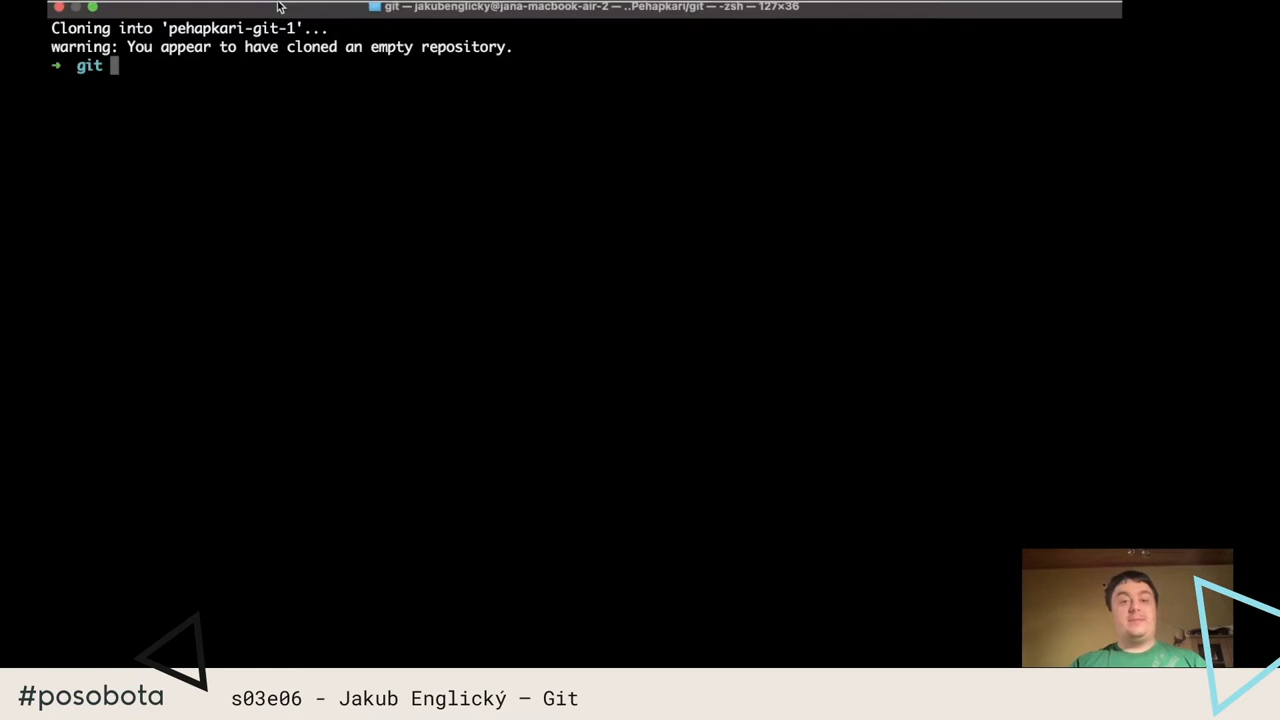 git — jakubenglicky@jana-macbook-air-2 — ..Pehapkari/git — -zsh — 127×36
Cloning into 'pehapkari-git-1'...
warning: You appear to have cloned an empty repository.
➜ git
#posobota
s03e06 - Jakub Englický – Git